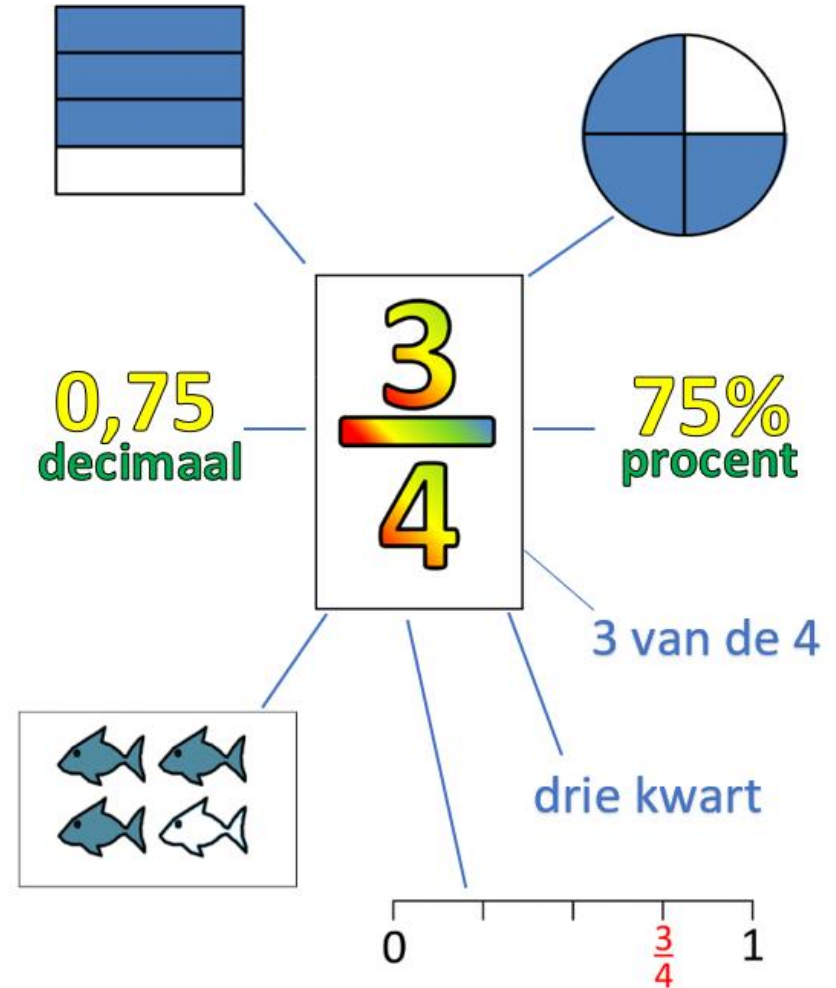 3
4
0,75
decimaal
75%
procent
3 van de 4
drie kwart
0 3/4 1